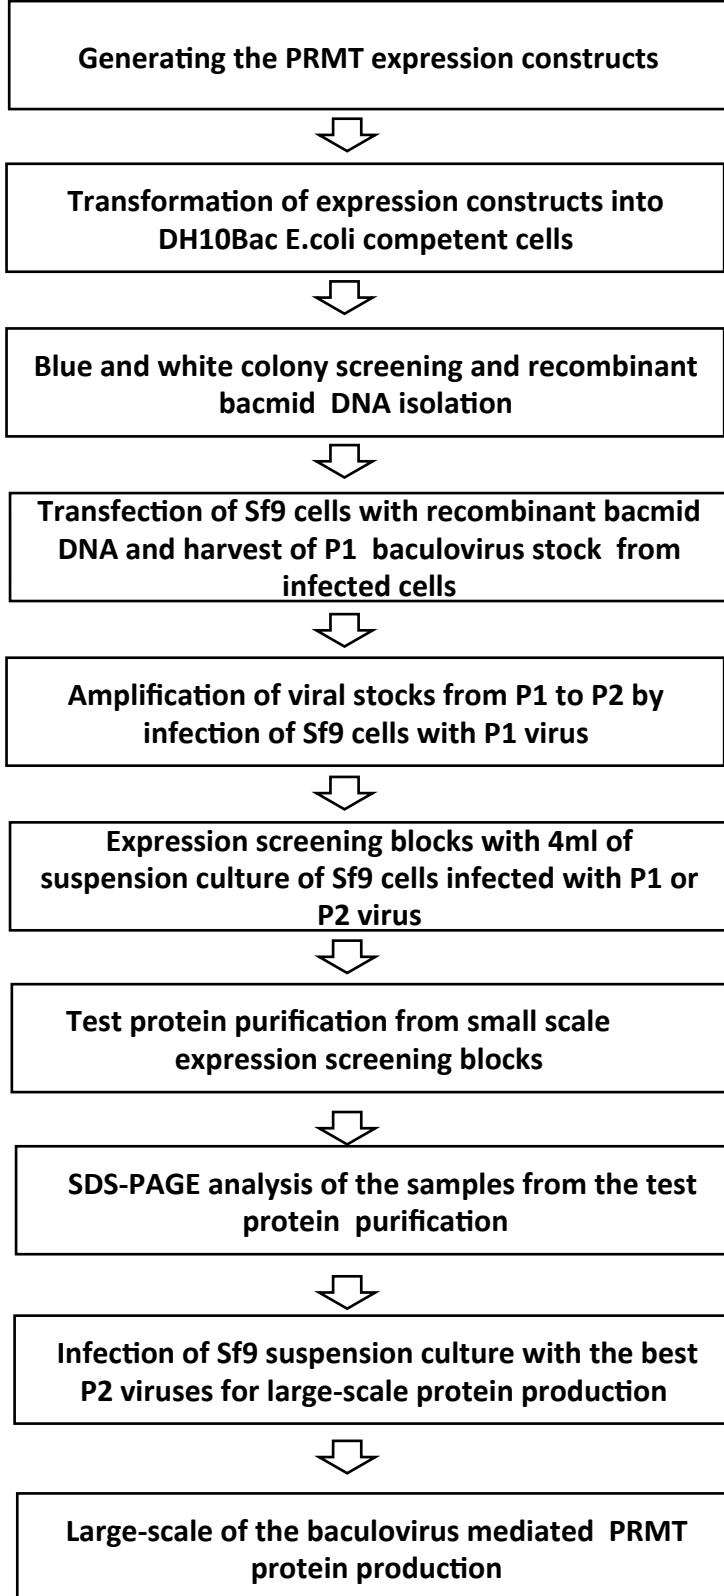 Generating the PRMT expression constructs
Transformation of expression constructs into
DH10Bac E.coli competent cells
Blue and white colony screening and recombinant
bacmid DNA isolation
Transfection of Sf9 cells with recombinant bacmid
DNA and harvest of P1 baculovirus stock from
infected cells
Amplification of viral stocks from P1 to P2 by
infection of Sf9 cells with P1 virus
Expression screening blocks with 4ml of
suspension culture of Sf9 cells infected with P1 or
P2 virus
Test protein purification from small scale
expression screening blocks
SDS-PAGE analysis of the samples from the test
protein purification
Infection of Sf9 suspension culture with the best
P2 viruses for large-scale protein production
Large-scale of the baculovirus mediated PRMT
protein production